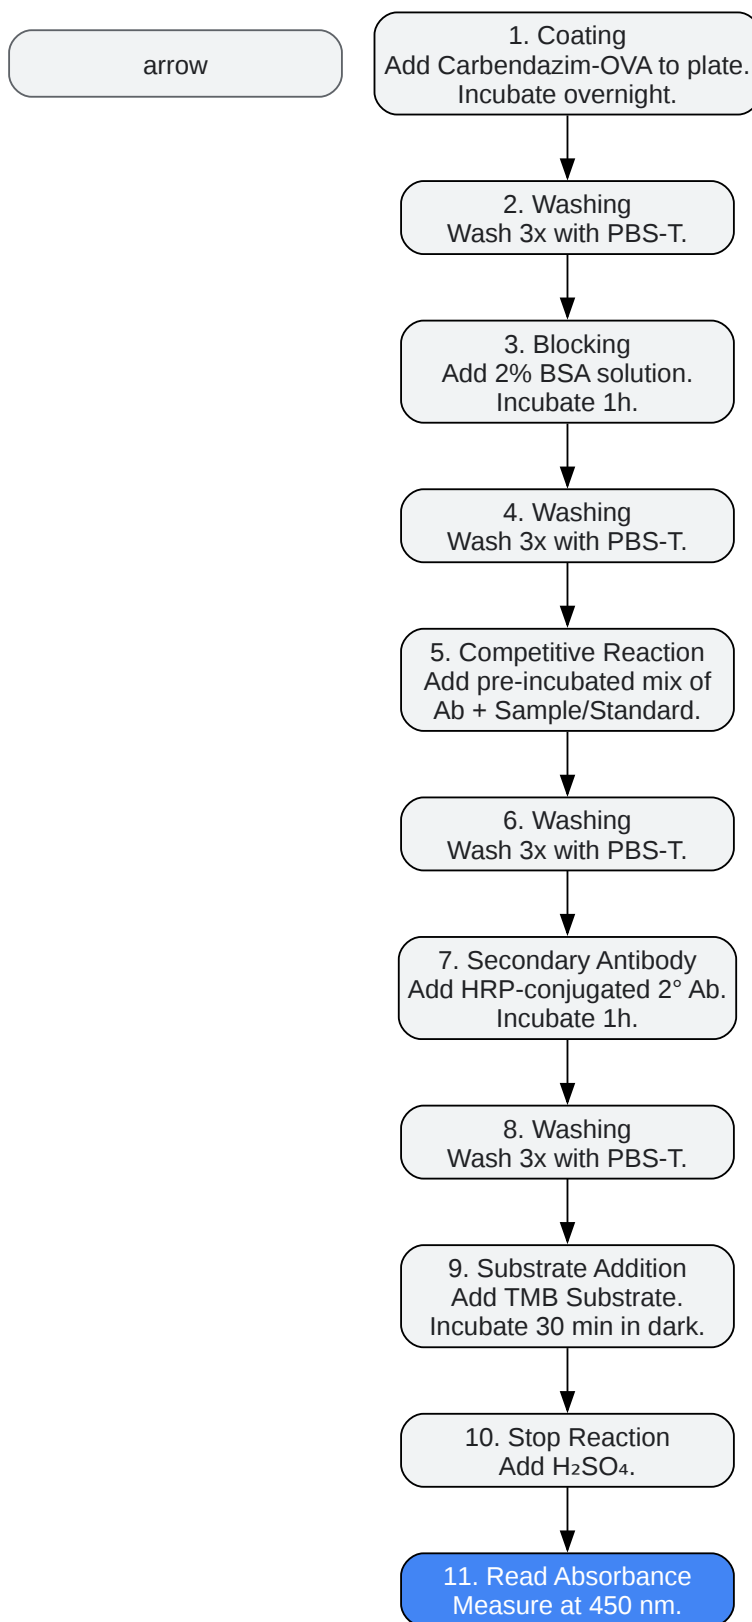 arrow
1. Coating
Add Carbendazim-OVA to plate.
Incubate overnight.
2. Washing
Wash 3x with PBS-T.
3. Blocking
Add 2% BSA solution.
Incubate 1h.
4. Washing
Wash 3x with PBS-T.
5. Competitive Reaction
Add pre-incubated mix of
Ab + Sample/Standard.
6. Washing
Wash 3x with PBS-T.
7. Secondary Antibody
Add HRP-conjugated 2° Ab.
Incubate 1h.
8. Washing
Wash 3x with PBS-T.
9. Substrate Addition
Add TMB Substrate.
Incubate 30 min in dark.
10. Stop Reaction
Add H₂SO₄.
11. Read Absorbance
Measure at 450 nm.